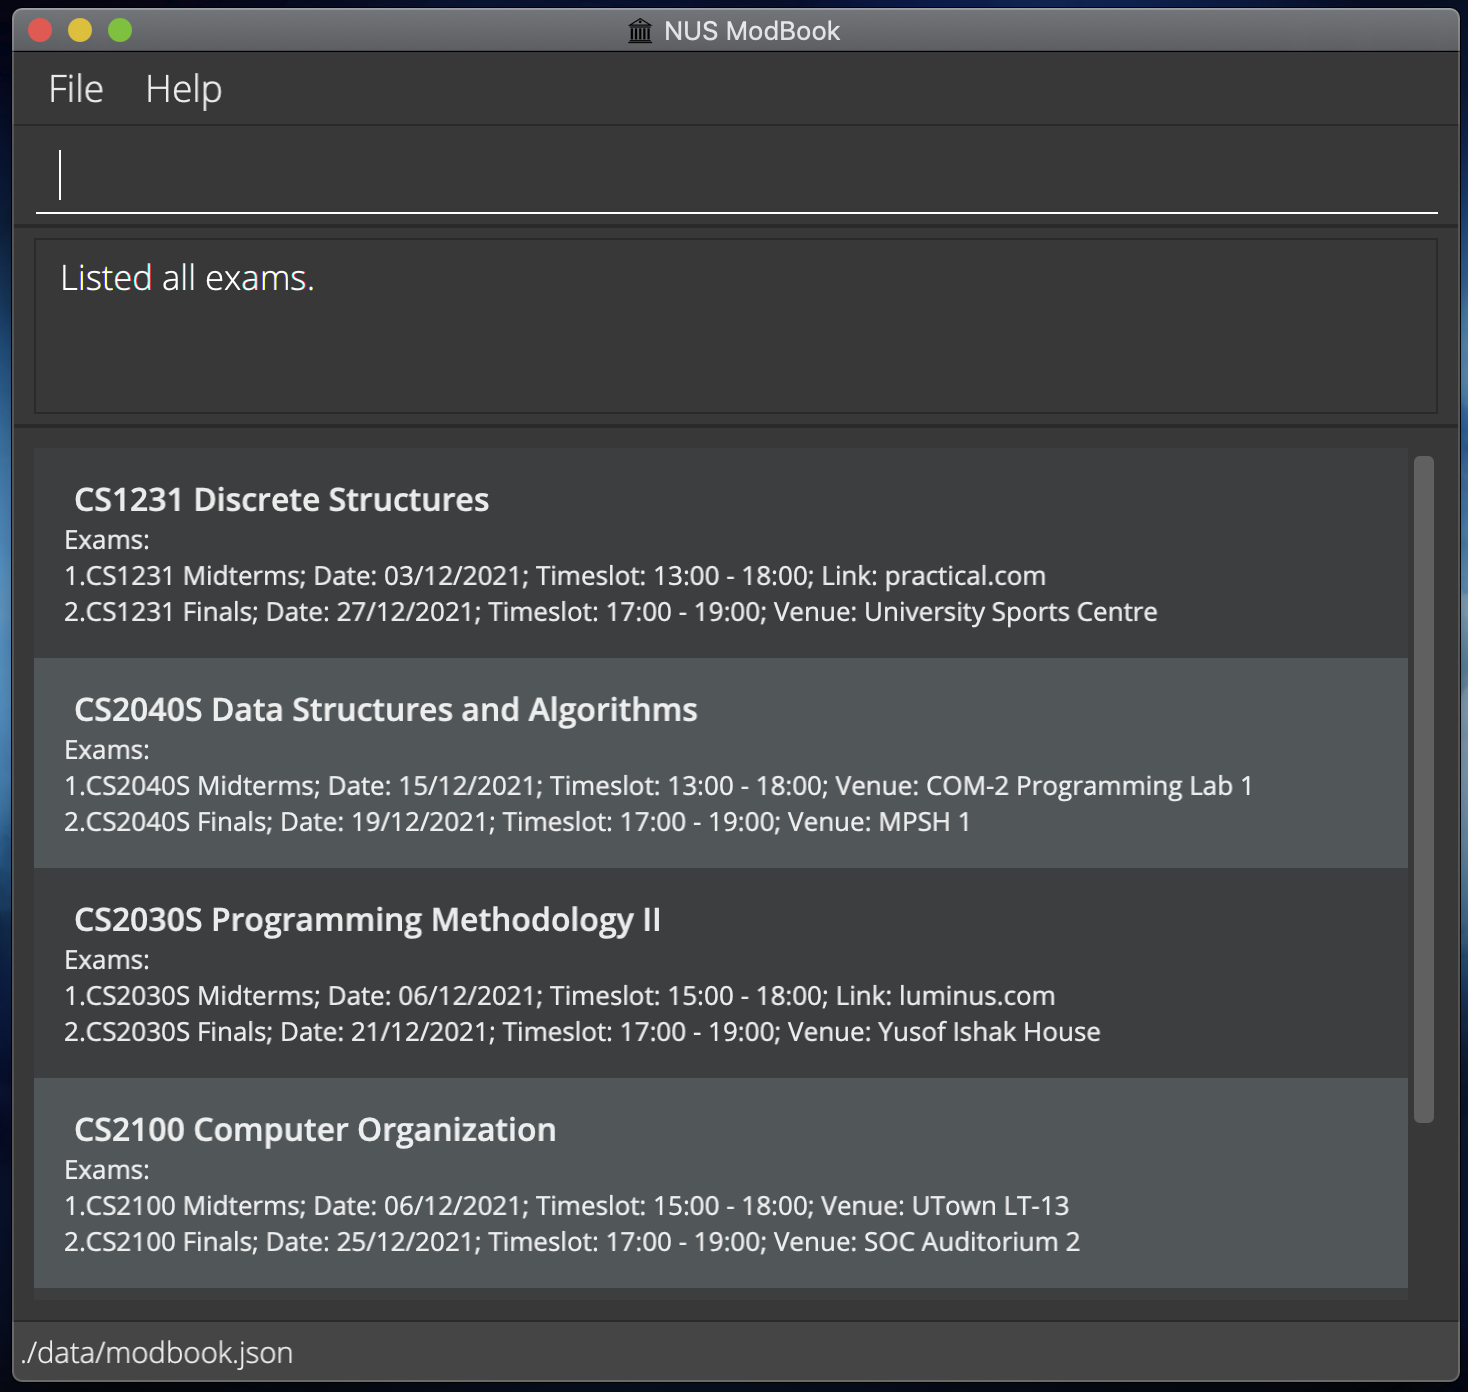 NUS ModBook
File Help
Listed all exams.
CS1231 Discrete Structures
Exams:
1.CS1231 Midterms; Date: 03/12/2021; Timeslot: 13:00 - 18:00; Link: practical.com
2.CS1231 Finals; Date: 27/12/2021; Timeslot: 17:00 - 19:00; Venue: University Sports Centre
CS2040S Data Structures and Algorithms
Exams:
1.CS2040S Midterms; Date: 15/12/2021; Timeslot: 13:00 - 18:00; Venue: COM-2 Programming Lab 1
2.CS2040S Finals; Date: 19/12/2021; Timeslot: 17:00 - 19:00; Venue: MPSH 1
CS2030S Programming Methodology II
Exams:
1.CS2030S Midterms; Date: 06/12/2021; Timeslot: 15:00 - 18:00; Link: luminus.com
2.CS2030S Finals; Date: 21/12/2021; Timeslot: 17:00 - 19:00; Venue: Yusof Ishak House
CS2100 Computer Organization
Exams:
1.CS2100 Midterms; Date: 06/12/2021; Timeslot: 15:00 - 18:00; Venue: UTown LT-13
2.CS2100 Finals; Date: 25/12/2021; Timeslot: 17:00 - 19:00; Venue: SOC Auditorium 2
./data/modbook.json